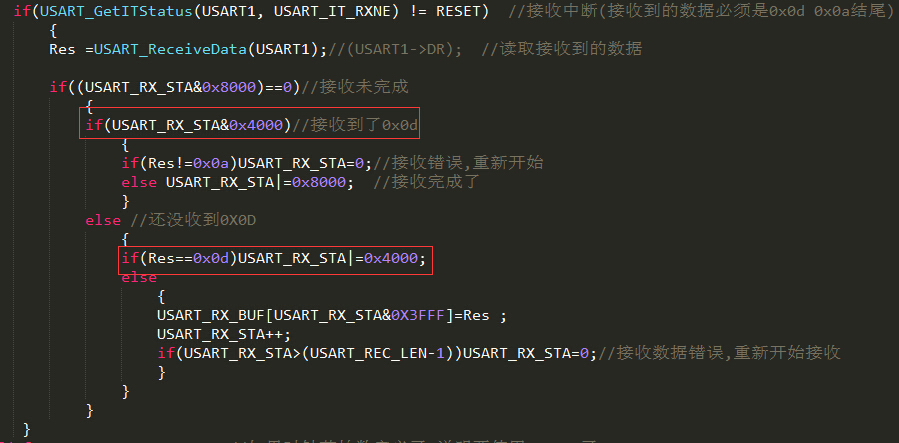 if(USART_GetITStatus(USART1, USART_IT_RXNE) != RESET)  //接收中断(接收到的数据必须是0x0d 0x0a结尾)
{
Res =USART_ReceiveData(USART1);//(USART1->DR);  //读取接收到的数据
if((USART_RX_STA&0x8000)==0)//接收未完成
{
if(USART_RX_STA&0x4000)//接收到了0x0d
{
if(Res!=0x0a)USART_RX_STA=0;//接收错误,重新开始
else USART_RX_STA|=0x8000;  //接收完成了
}
else //还没收到0X0D
{
if(Res==0x0d)USART_RX_STA|=0x4000;
else
{
USART_RX_BUF[USART_RX_STA&0X3FFF]=Res ;
USART_RX_STA++;
if(USART_RX_STA>(USART_REC_LEN-1))USART_RX_STA=0;//接收数据错误,重新开始接收
}
}
}
}